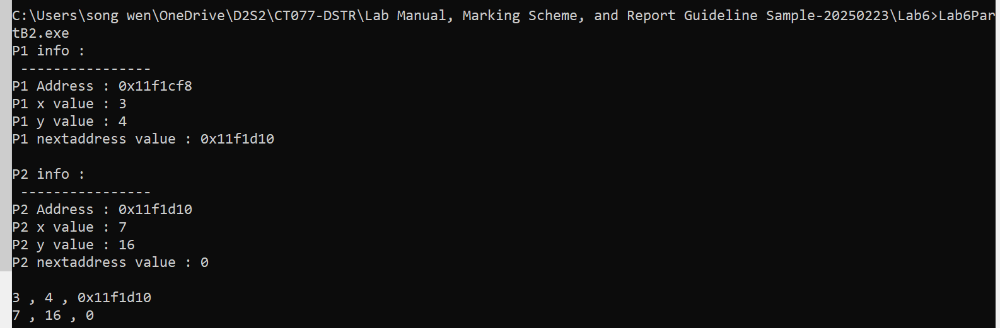 C:\Users\song wen\OneDrive\D2S2\CT077-DSTR\Lab Manual, Marking Scheme, and Report Guideline Sample-20250223\Lab6>Lab6Par
tB2.exe
P1 info :
 ----------------
P1 Address : 0x11f1cf8
P1 x value : 3
P1 y value : 4
P1 nextaddress value : 0x11f1d10

P2 info :
 ----------------
P2 Address : 0x11f1d10
P2 x value : 7
P2 y value : 16
P2 nextaddress value : 0

3 , 4 , 0x11f1d10
7 , 16 , 0